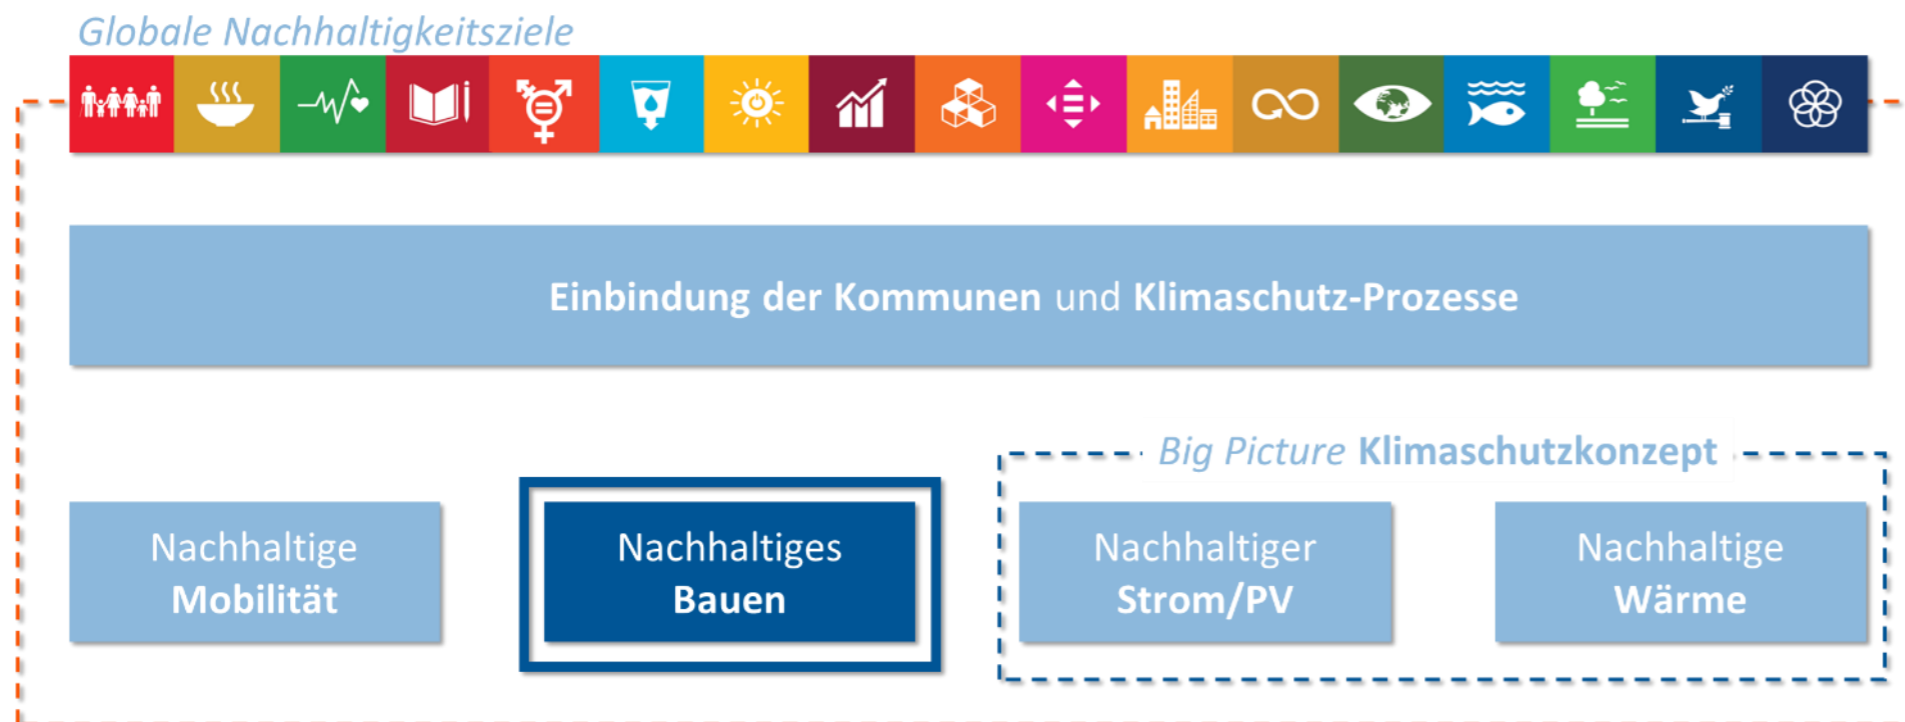 Globale Nachhaltigkeitsziele
Einbindung der Kommunen und Klimaschutz-Prozesse
Big Picture Klimaschutzkonzept
Nachhaltige
Mobilität
Nachhaltiges
Bauen
Nachhaltiger
Strom/PV
Nachhaltige
Wärme